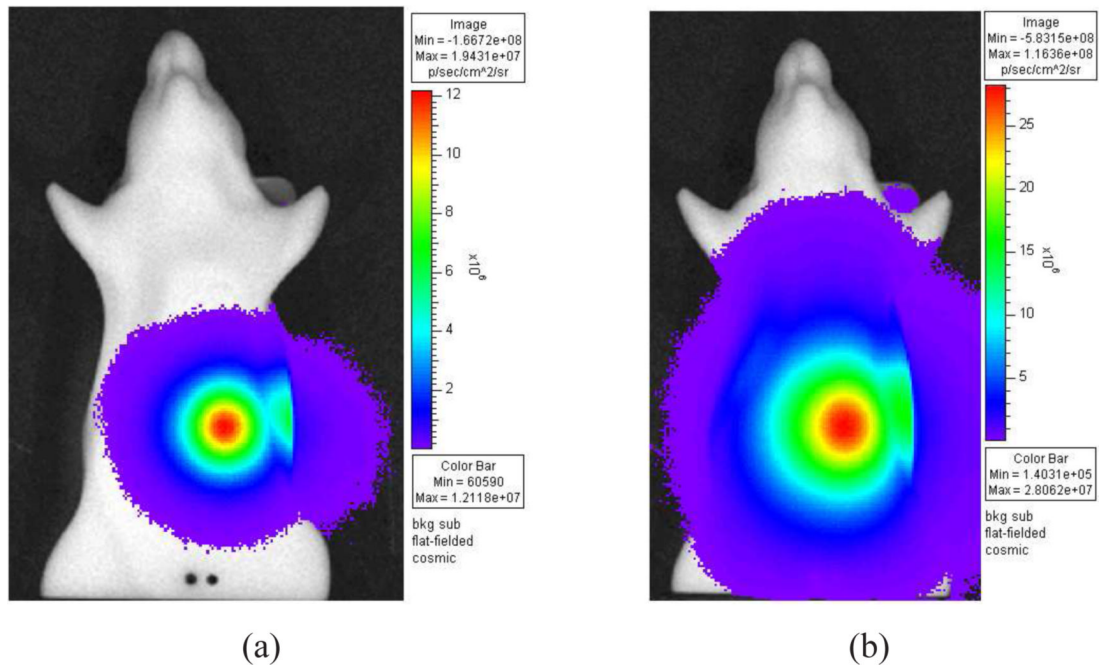 Image
Min = -1.6672e+08
Max = 1.9431e+07
p/sec/cm^2/sr
12
10
8
6
4
2
x10^6
Color Bar
Min = 60590
Max = 1.2118e+07
bkg sub
flat-fielded
cosmic
(a)
Image
Min = -5.8315e+08
Max = 1.1636e+08
p/sec/cm^2/sr
25
20
15
10
5
x10^6
Color Bar
Min = 1.4031e+05
Max = 2.8062e+07
bkg sub
flat-fielded
cosmic
(b)